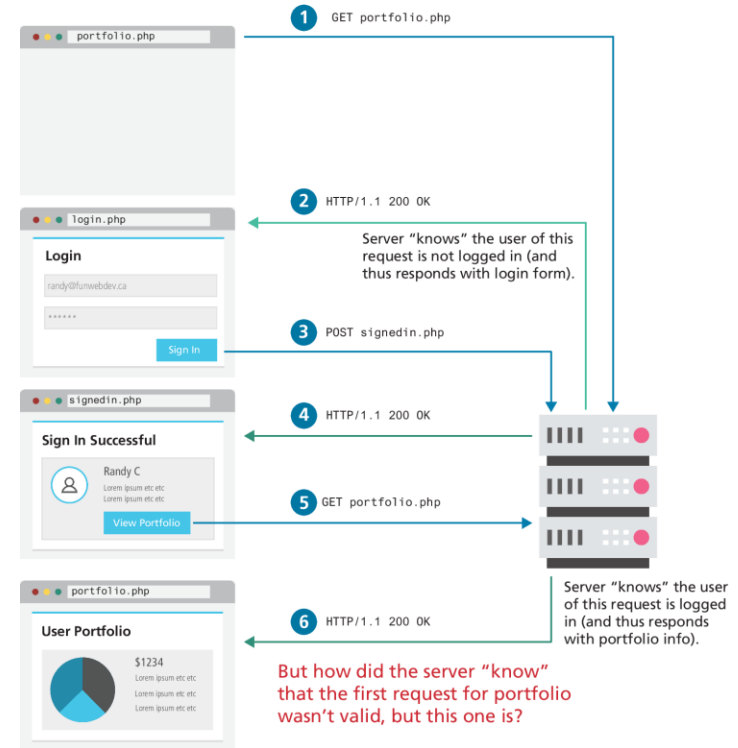 1 GET portfolio.php
portfolio.php
2 HTTP/1.1 200 OK
login.php
Server “knows” the user of this
request is not logged in (and
thus responds with login form).
Login
randy@funwebdev.ca
******
Sign In
3 POST signedin.php
signedin.php
4 HTTP/1.1 200 OK
Sign In Successful
Randy C
Lorem ipsum etc etc
Lorem ipsum etc etc
View Portfolio
5 GET portfolio.php
Server “knows” the user
of this request is logged
in (and thus responds
with portfolio info).
portfolio.php
6 HTTP/1.1 200 OK
User Portfolio
$1234
Lorem ipsum etc etc
Lorem ipsum etc etc
Lorem ipsum etc etc
But how did the server “know”
that the first request for portfolio
wasn’t valid, but this one is?